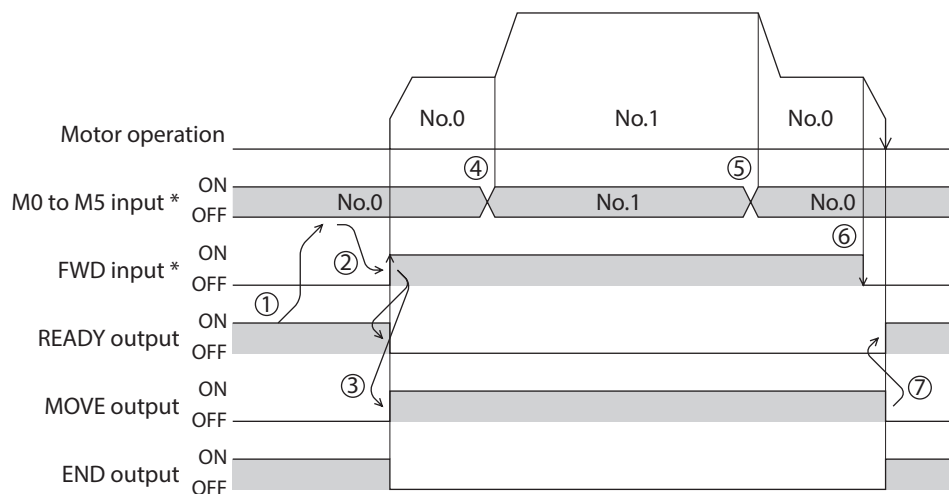 No.0 No.1 No.0
Motor operation
④ ⑤
M0 to M5 input * ON OFF No.0 No.1 No.0
② ⑥
FWD input * ON OFF
①
READY output ON OFF
③ ⑦
MOVE output ON OFF
END output ON OFF